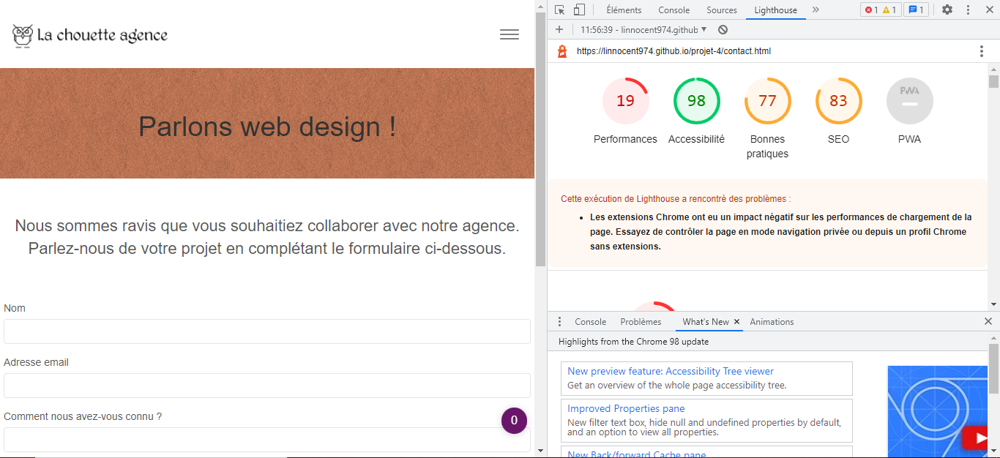 La chouette agence
Parlons web design !
Nous sommes ravis que vous souhaitiez collaborer avec notre agence.
Parlez-nous de votre projet en complétant le formulaire ci-dessous.
Nom
Adresse email
Comment nous avez-vous connu ?
0
Éléments Console Sources Lighthouse » 1 1 1
+ 11:56:39 - linnocent974.github
https://linnocent974.github.io/projet-4/contact.html
19 98 77 83 PWA
Performances Accessibilité Bonnes pratiques SEO PWA
Cette exécution de Lighthouse a rencontré des problèmes :
• Les extensions Chrome ont eu un impact négatif sur les performances de chargement de la
page. Essayez de contrôler la page en mode navigation privée ou depuis un profil Chrome
sans extensions.
Console Problèmes What's New × Animations
Highlights from the Chrome 98 update
New preview feature: Accessibility Tree viewer
Get an overview of the whole page accessibility tree.
Improved Properties pane
New filter text box, hide null and undefined properties by default,
and an option to view all properties.
New Back/forward Cache pane